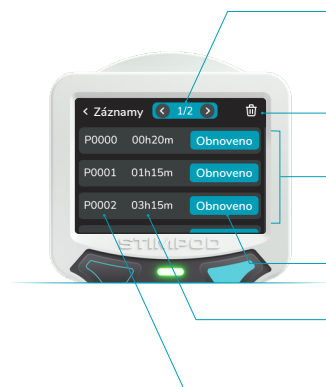 < Záznamy < 1/2 >
P0000 00h20m Obnoveno
P0001 01h15m Obnoveno
P0002 03h15m Obnoveno
STIMPOD